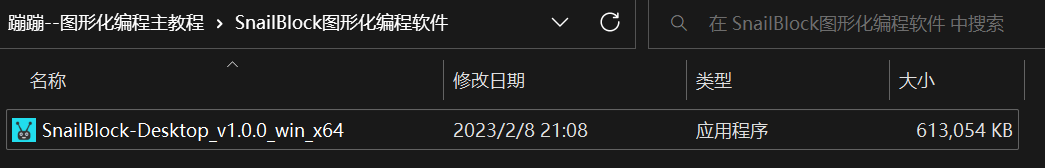 蹦蹦--图形化编程主教程 > SnailBlock图形化编程软件
在 SnailBlock图形化编程软件 中搜索
名称 修改日期 类型 大小
SnailBlock-Desktop_v1.0.0_win_x64 2023/2/8 21:08 应用程序 613,054 KB